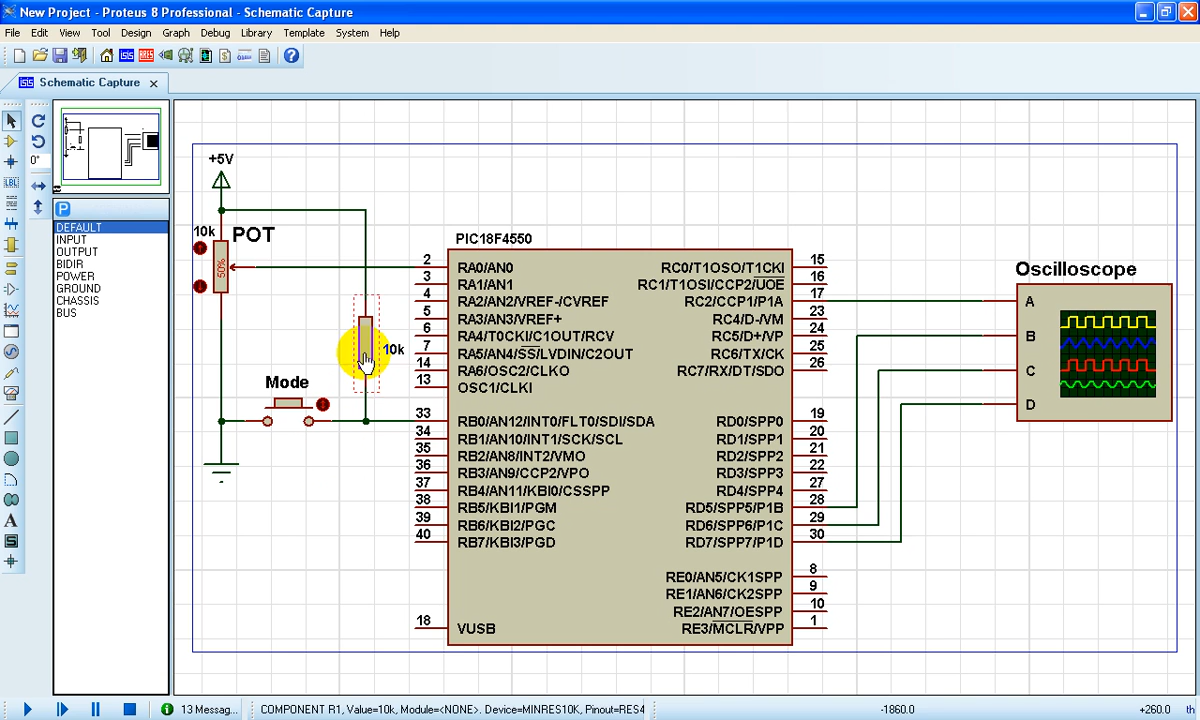 New Project - Proteus 8 Professional - Schematic Capture
File Edit View Tool Design Graph Debug Library Template System Help
Schematic Capture
0°
LBL
P
DEFAULT
INPUT
OUTPUT
BIDIR
POWER
GROUND
CHASSIS
BUS
+5V
10k
POT
50%
10k
Mode
PIC18F4550
2 RA0/AN0
3 RA1/AN1
4 RA2/AN2/VREF-/CVREF
5 RA3/AN3/VREF+
6 RA4/T0CKI/C1OUT/RCV
7 RA5/AN4/SS/LVDIN/C2OUT
14 RA6/OSC2/CLKO
13 OSC1/CLKI
33 RB0/AN12/INT0/FLT0/SDI/SDA
34 RB1/AN10/INT1/SCK/SCL
35 RB2/AN8/INT2/VMO
36 RB3/AN9/CCP2/VPO
37 RB4/AN11/KBI0/CSSPP
38 RB5/KBI1/PGM
39 RB6/KBI2/PGC
40 RB7/KBI3/PGD
18 VUSB
RC0/T1OSO/T1CKI 15
RC1/T1OSI/CCP2/UOE 16
RC2/CCP1/P1A 17
RC4/D-/VM 23
RC5/D+/VP 24
RC6/TX/CK 25
RC7/RX/DT/SDO 26
RD0/SPP0 19
RD1/SPP1 20
RD2/SPP2 21
RD3/SPP3 22
RD4/SPP4 27
RD5/SPP5/P1B 28
RD6/SPP6/P1C 29
RD7/SPP7/P1D 30
RE0/AN5/CK1SPP 8
RE1/AN6/CK2SPP 9
RE2/AN7/OESPP 10
RE3/MCLR/VPP 1
Oscilloscope
A
B
C
D
13 Messag...
COMPONENT R1, Value=10k, Module=<NONE>. Device=MINRES10K, Pinout=RES4
-1860.0
+260.0
th